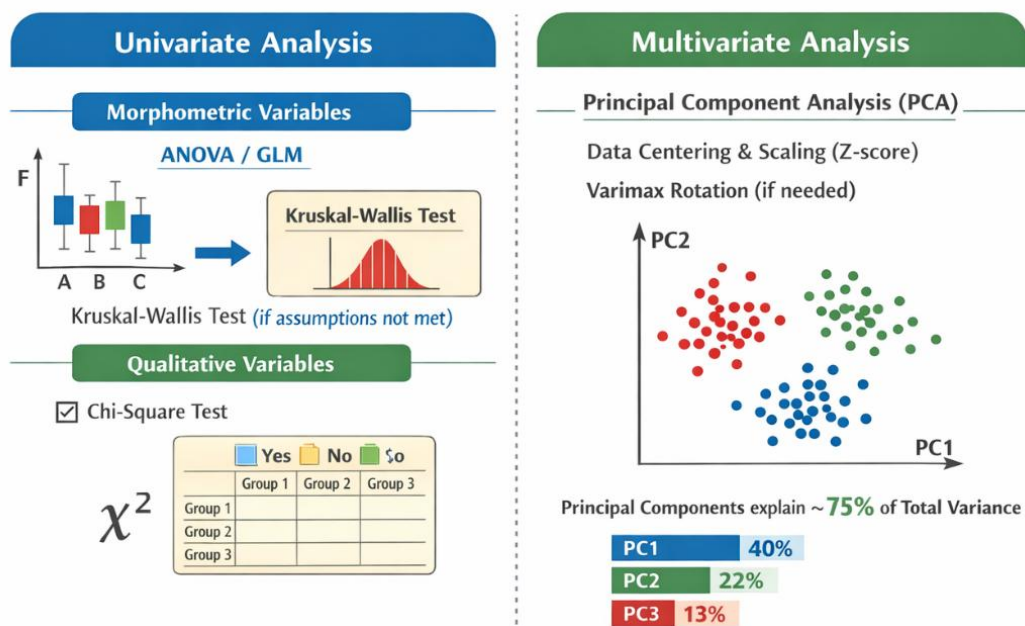 Univariate Analysis
Morphometric Variables
ANOVA / GLM
F
A B C
Kruskal-Wallis Test
Kruskal-Wallis Test (if assumptions not met)
Qualitative Variables
Chi-Square Test
χ²
Yes No $o
Group 1 Group 2 Group 3
Group 1
Group 2
Group 3
Multivariate Analysis
Principal Component Analysis (PCA)
Data Centering & Scaling (Z-score)
Varimax Rotation (if needed)
PC2
PC1
Principal Components explain ~75% of Total Variance
PC1 40%
PC2 22%
PC3 13%